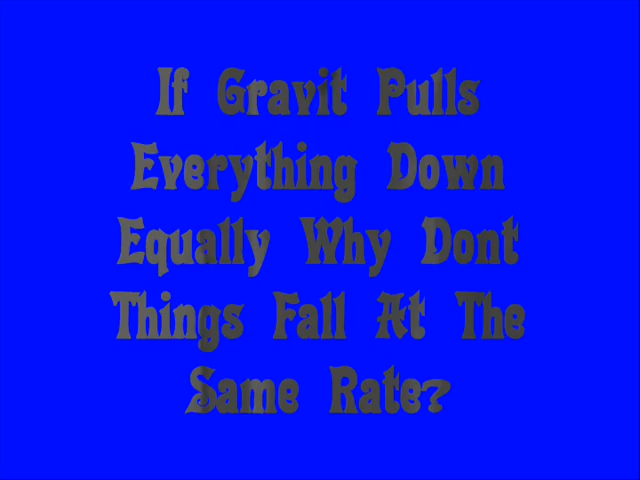 If Gravit Pulls
Everything Down
Equally Why Dont
Things Fall At The
Same Rate?